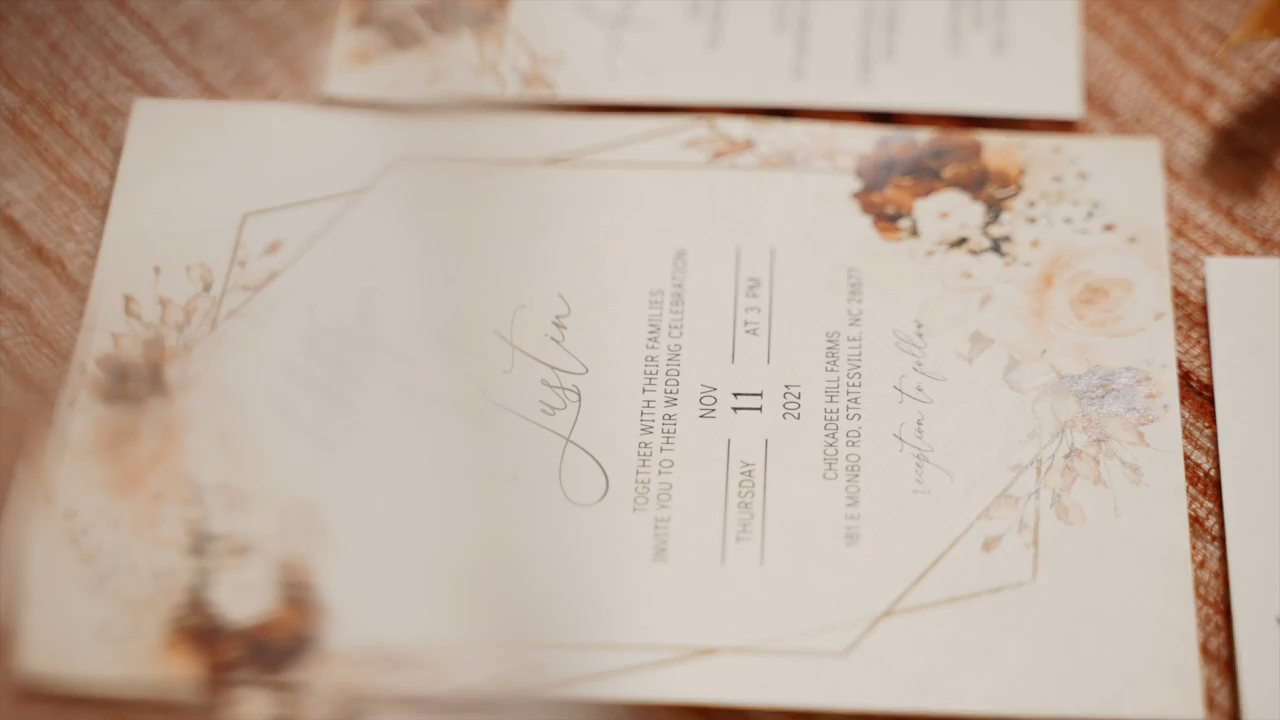 Justin
TOGETHER WITH THEIR FAMILIES
INVITE YOU TO THEIR WEDDING CELEBRATION
NOV
THURSDAY 11 AT 3 PM
2021
CHICKADEE HILL FARMS
181 E MONBO RD, STATESVILLE, NC 28677
reception to follow